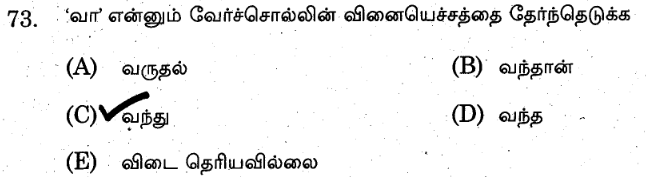 73. 'வா' என்னும் வேர்ச்சொல்லின் வினையெச்சத்தை தேர்ந்தெடுக்க
(A) வருதல் (B) வந்தான்
(C) வந்து (D) வந்த
(E) விடை தெரியவில்லை